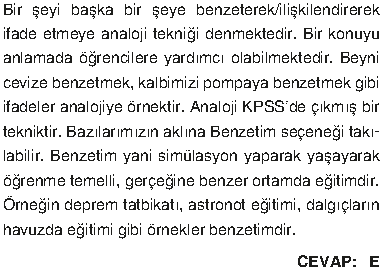 Bir şeyi başka bir şeye benzeterek/ilişkilendirerek
ifade etmeye analoji tekniği denmektedir. Bir konuyu
anlamada öğrencilere yardımcı olabilmektedir. Beyni
cevize benzetmek, kalbimizi pompaya benzetmek gibi
ifadeler analojiye örnektir. Analoji KPSS'de çıkmış bir
tekniktir. Bazılarımızın aklına Benzetim seçeneği takı-
labilir. Benzetim yani simülasyon yaparak yaşayarak
öğrenme temelli, gerçeğine benzer ortamda eğitimdir.
Örneğin deprem tatbikatı, astronot eğitimi, dalgıçların
havuzda eğitimi gibi örnekler benzetimdir.
CEVAP: E